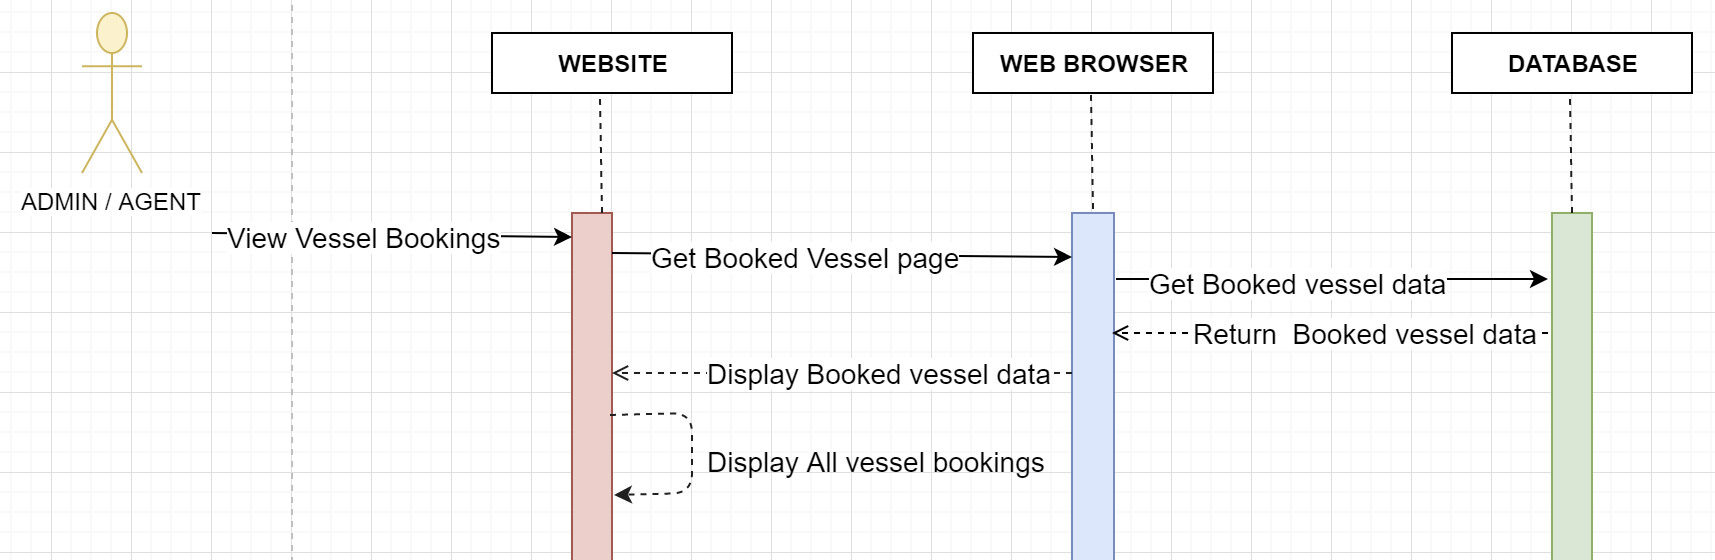 WEBSITE
WEB BROWSER
DATABASE
ADMIN / AGENT
View Vessel Bookings
Get Booked Vessel page
Get Booked vessel data
Return  Booked vessel data
Display Booked vessel data
Display All vessel bookings